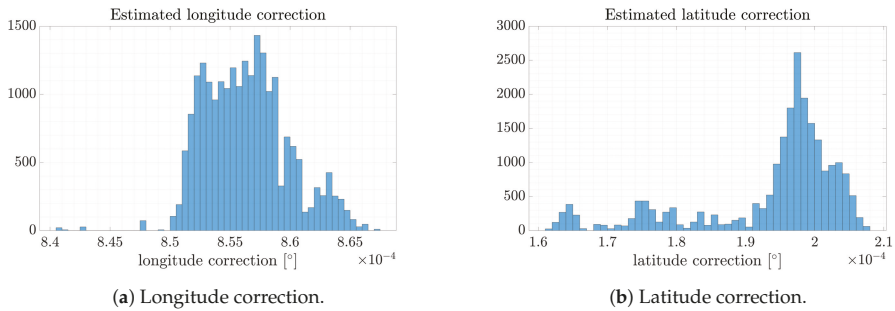 Estimated longitude correction
1500
1000
500
0
8.4 8.45 8.5 8.55 8.6 8.65
longitude correction [°] ×10⁻⁴
(a) Longitude correction.
Estimated latitude correction
3000
2500
2000
1500
1000
500
0
1.6 1.7 1.8 1.9 2 2.1
latitude correction [°] ×10⁻⁴
(b) Latitude correction.